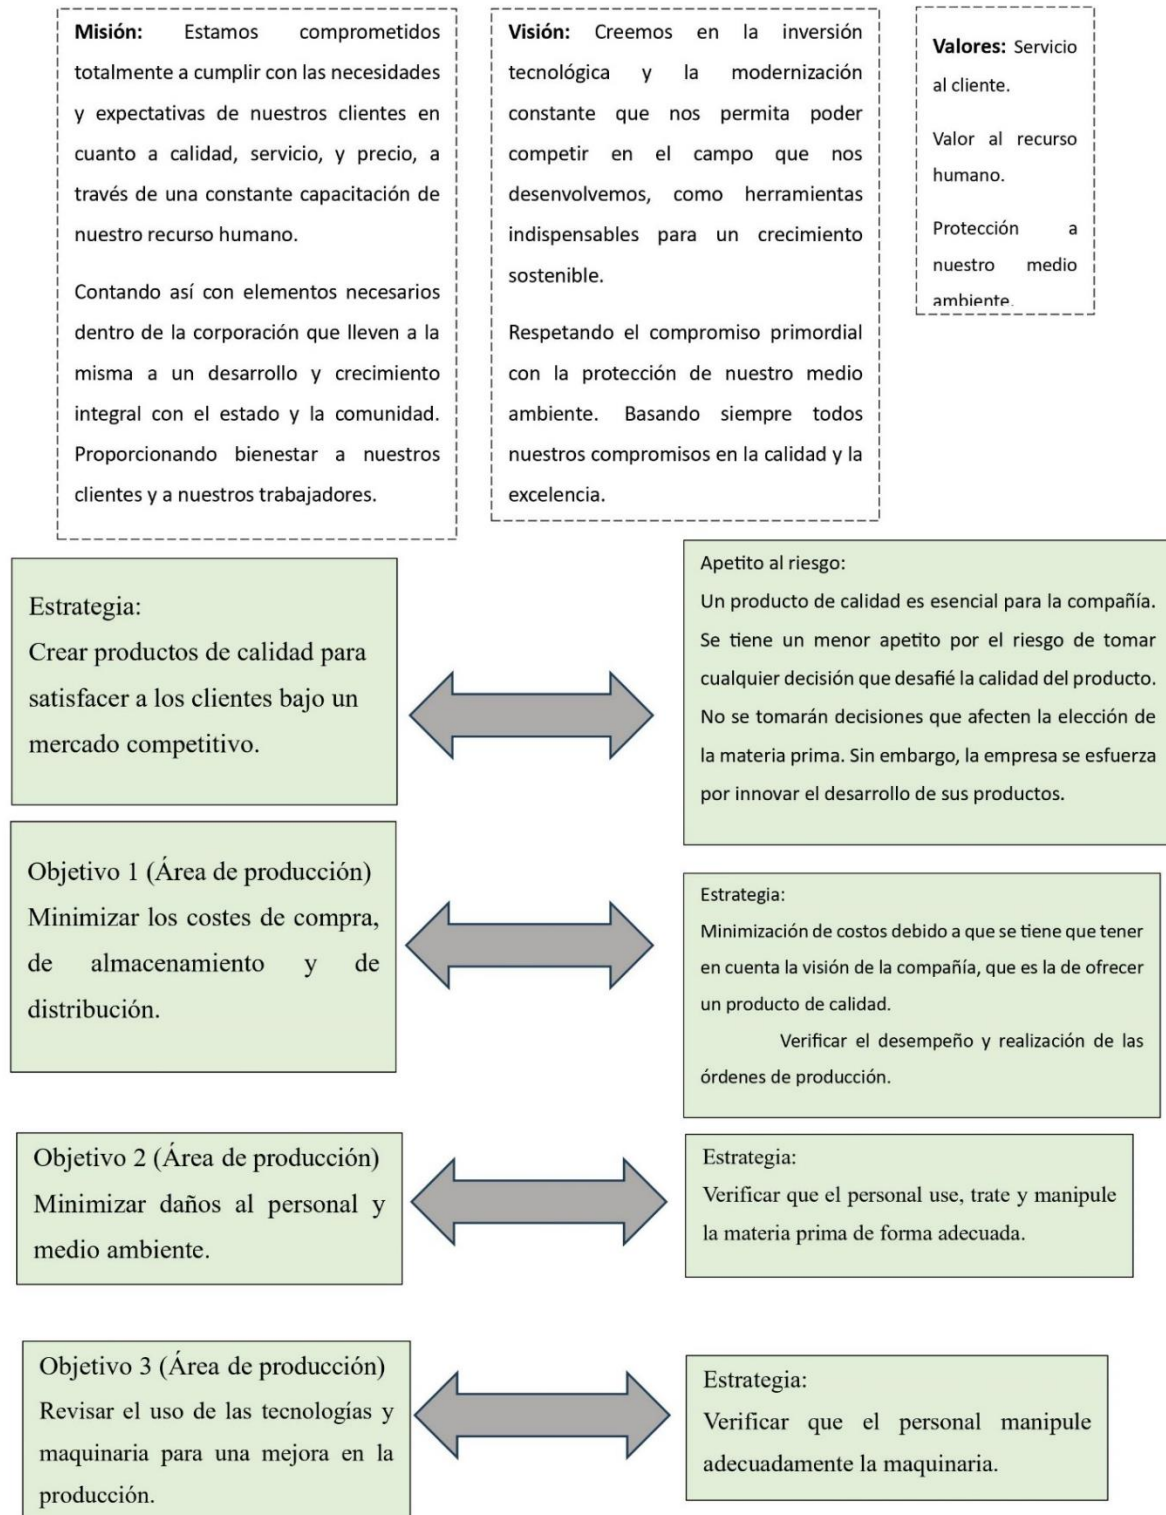 Misión: Estamos comprometidos
totalmente a cumplir con las necesidades
y expectativas de nuestros clientes en
cuanto a calidad, servicio, y precio, a
través de una constante capacitación de
nuestro recurso humano.
Contando así con elementos necesarios
dentro de la corporación que lleven a la
misma a un desarrollo y crecimiento
integral con el estado y la comunidad.
Proporcionando bienestar a nuestros
clientes y a nuestros trabajadores.
Visión: Creemos en la inversión
tecnológica y la modernización
constante que nos permita poder
competir en el campo que nos
desenvolvemos, como herramientas
indispensables para un crecimiento
sostenible.
Respetando el compromiso primordial
con la protección de nuestro medio
ambiente. Basando siempre todos
nuestros compromisos en la calidad y la
excelencia.
Valores: Servicio
al cliente.
Valor al recurso
humano.
Protección a
nuestro medio
ambiente.
Estrategia:
Crear productos de calidad para
satisfacer a los clientes bajo un
mercado competitivo.
Apetito al riesgo:
Un producto de calidad es esencial para la compañía.
Se tiene un menor apetito por el riesgo de tomar
cualquier decisión que desafié la calidad del producto.
No se tomarán decisiones que afecten la elección de
la materia prima. Sin embargo, la empresa se esfuerza
por innovar el desarrollo de sus productos.
Objetivo 1 (Área de producción)
Minimizar los costes de compra,
de almacenamiento y de
distribución.
Estrategia:
Minimización de costos debido a que se tiene que tener
en cuenta la visión de la compañía, que es la de ofrecer
un producto de calidad.
Verificar el desempeño y realización de las
órdenes de producción.
Objetivo 2 (Área de producción)
Minimizar daños al personal y
medio ambiente.
Estrategia:
Verificar que el personal use, trate y manipule
la materia prima de forma adecuada.
Objetivo 3 (Área de producción)
Revisar el uso de las tecnologías y
maquinaria para una mejora en la
producción.
Estrategia:
Verificar que el personal manipule
adecuadamente la maquinaria.